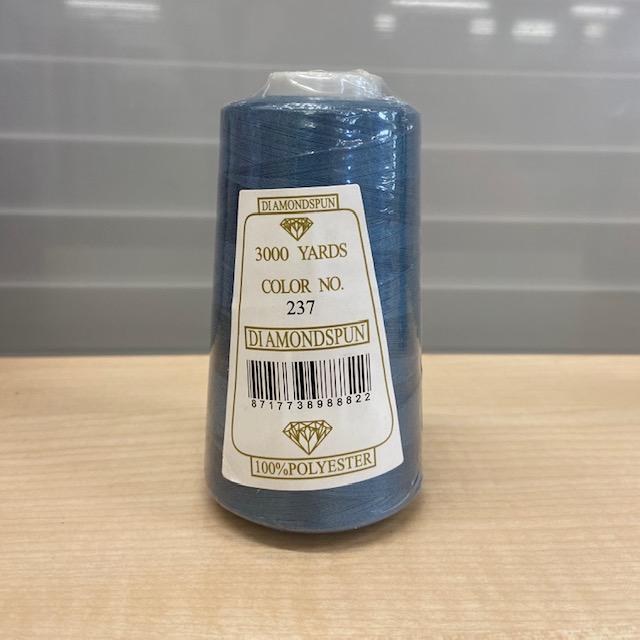 DIAMONDSPUN
3000 YARDS
COLOR NO.
237
DIAMONDSPUN
8717738988822
100%POLYESTER